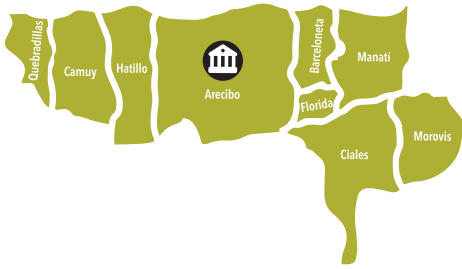 Quebradillas
Camuy
Hatillo
Arecibo
Barceloneta
Florida
Manatí
Ciales
Morovis